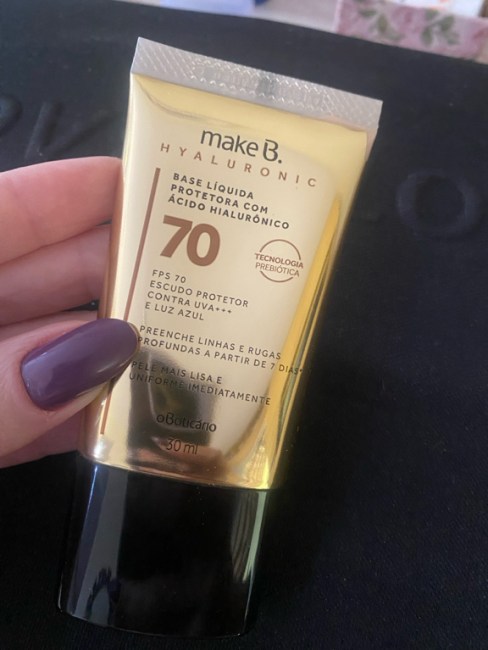 make B.
HYALURONIC
BASE LÍQUIDA
PROTETORA COM
ÁCIDO HIALURÔNICO
70
TECNOLOGIA
PREBIÓTICA
FPS 70
ESCUDO PROTETOR
CONTRA UVA+++
E LUZ AZUL
PREENCHE LINHAS E RUGAS
PROFUNDAS A PARTIR DE 7 DIAS*
PELE MAIS LISA E
UNIFORME IMEDIATAMENTE
oBoticário
30 ml